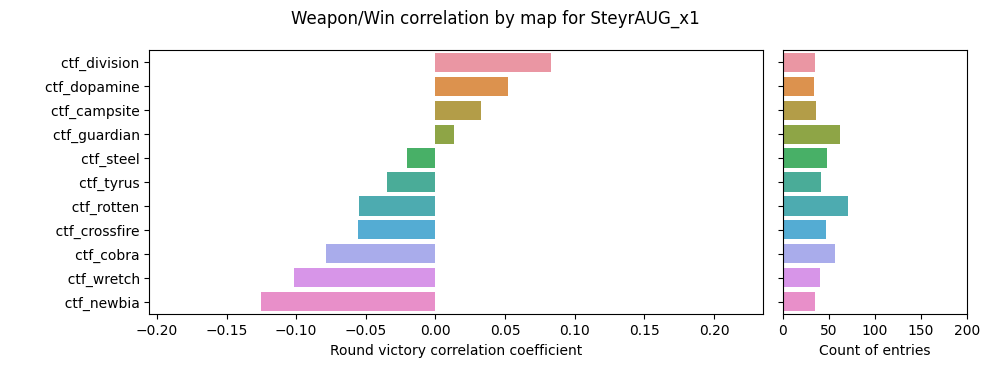 Weapon/Win correlation by map for SteyrAUG_x1
ctf_division
ctf_dopamine
ctf_campsite
ctf_guardian
ctf_steel
ctf_tyrus
ctf_rotten
ctf_crossfire
ctf_cobra
ctf_wretch
ctf_newbia
−0.20 −0.15 −0.10 −0.05 0.00 0.05 0.10 0.15 0.20
Round victory correlation coefficient
0 50 100 150 200
Count of entries